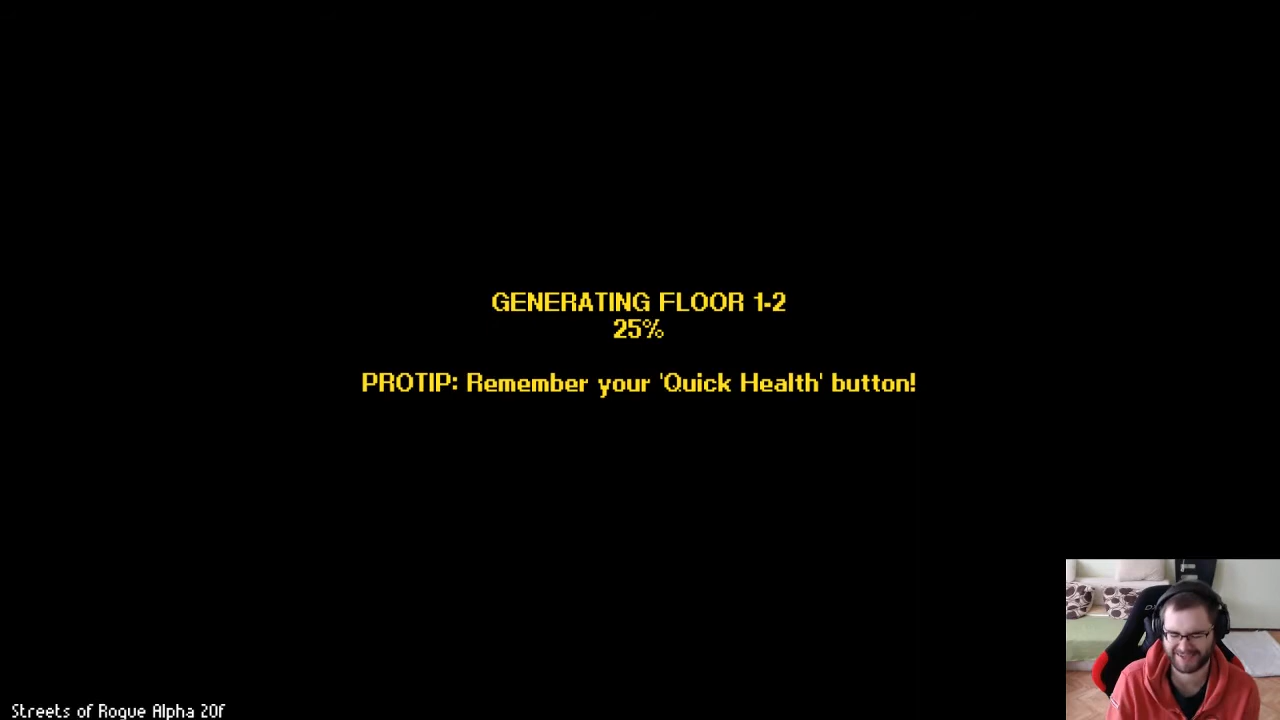 GENERATING FLOOR 1-2
25%
PROTIP: Remember your 'Quick Health' button!
Streets of Rogue Alpha 20f